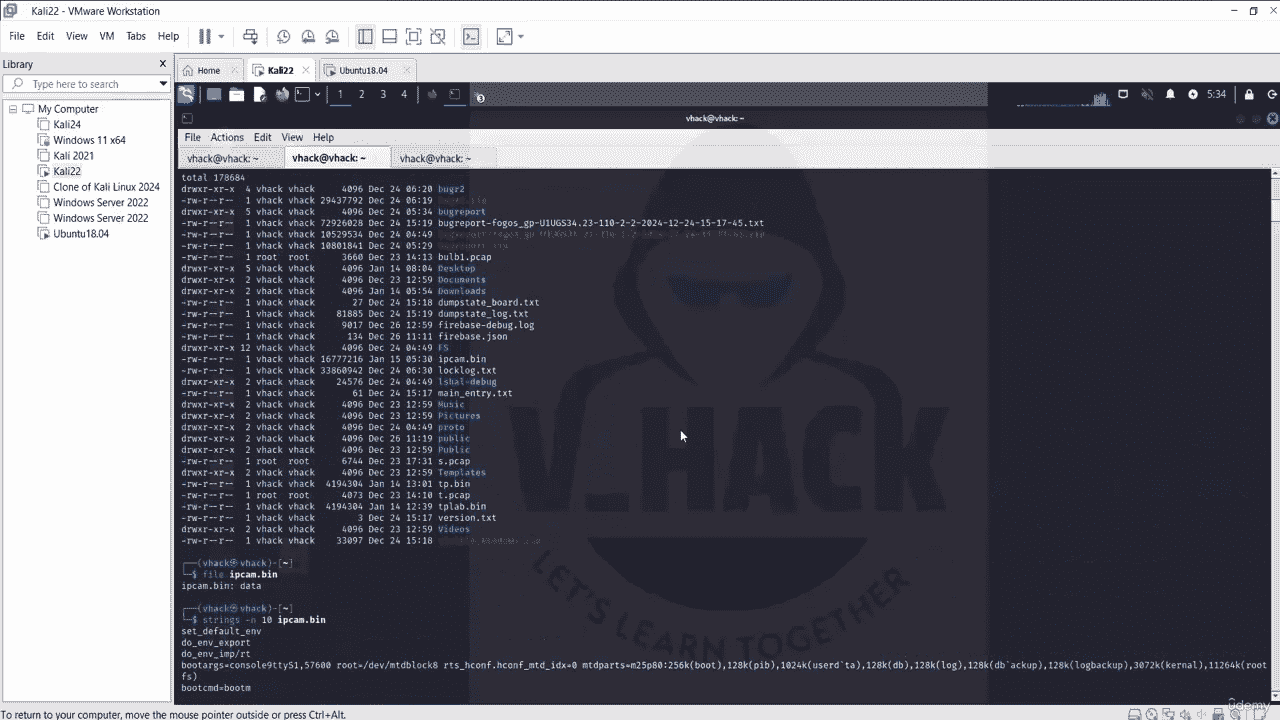 Kali22 - VMware Workstation
File Edit View VM Tabs Help
Library X
Type here to search
My Computer
Kali24
Windows 11 x64
Kali 2021
Kali22
Clone of Kali Linux 2024
Windows Server 2022
Windows Server 2022
Ubuntu18.04
Home Kali22 Ubuntu18.04
1 2 3 4 5:34
vhack@vhack: ~
File Actions Edit View Help
vhack@vhack: ~ vhack@vhack: ~ vhack@vhack: ~
total 178684
drwxr-xr-x 4 vhack vhack 4096 Dec 24 06:20 bugr2
-rw-r--r-- 1 vhack vhack 29437792 Dec 24 06:19
drwxr-xr-x 5 vhack vhack 4096 Dec 24 05:34 bugreport
-rw-r--r-- 1 vhack vhack 72926028 Dec 24 15:19 bugreport-fogos_gp-U1UGS34.23-110-2-2-2024-12-24-15-17-45.txt
-rw-r--r-- 1 vhack vhack 10529534 Dec 24 04:49
-rw-r--r-- 1 vhack vhack 10801841 Dec 24 05:29
-rw-r--r-- 1 root root 3660 Dec 23 14:13 bulb1.pcap
drwxr-xr-x 5 vhack vhack 4096 Jan 14 08:04 Desktop
drwxr-xr-x 2 vhack vhack 4096 Dec 23 12:59 Documents
drwxr-xr-x 2 vhack vhack 4096 Jan 14 05:54 Downloads
-rw-r--r-- 1 vhack vhack 27 Dec 24 15:18 dumpstate_board.txt
-rw-r--r-- 1 vhack vhack 81885 Dec 24 15:19 dumpstate_log.txt
-rw-r--r-- 1 vhack vhack 9017 Dec 26 12:59 firebase-debug.log
-rw-r--r-- 1 vhack vhack 134 Dec 26 11:11 firebase.json
drwxr-xr-x 12 vhack vhack 4096 Dec 24 04:49 FS
-rw-r--r-- 1 vhack vhack 16777216 Jan 15 05:30 ipcam.bin
-rw-r--r-- 1 vhack vhack 33860942 Dec 24 06:30 locklog.txt
drwxr-xr-x 2 vhack vhack 24576 Dec 24 04:49 lshal-debug
-rw-r--r-- 1 vhack vhack 61 Dec 24 15:17 main_entry.txt
drwxr-xr-x 2 vhack vhack 4096 Dec 23 12:59 Music
drwxr-xr-x 2 vhack vhack 4096 Dec 23 12:59 Pictures
drwxr-xr-x 2 vhack vhack 4096 Dec 24 04:49 proto
drwxr-xr-x 2 vhack vhack 4096 Dec 26 11:19 public
drwxr-xr-x 2 vhack vhack 4096 Dec 23 12:59 Public
-rw-r--r-- 1 root root 6744 Dec 23 17:31 s.pcap
drwxr-xr-x 2 vhack vhack 4096 Dec 23 12:59 Templates
-rw-r--r-- 1 vhack vhack 4194304 Jan 14 13:01 tp.bin
-rw-r--r-- 1 root root 4073 Dec 23 14:10 t.pcap
-rw-r--r-- 1 vhack vhack 4194304 Jan 14 12:39 tplab.bin
-rw-r--r-- 1 vhack vhack 3 Dec 24 15:17 version.txt
drwxr-xr-x 2 vhack vhack 4096 Dec 23 12:59 Videos
-rw-r--r-- 1 vhack vhack 33097 Dec 24 15:18
(vhack㉿vhack)-[~]
$ file ipcam.bin
ipcam.bin: data
(vhack㉿vhack)-[~]
$ strings -n 10 ipcam.bin
set_default_env
do_env_export
do_env_imp/rt
bootargs=console9ttyS1,57600 root=/dev/mtdblock8 rts_hconf.hconf_mtd_idx=0 mtdparts=m25p80:256k(boot),128k(pib),1024k(userd`ta),128k(db),128k(log),128k(db`ackup),128k(logbackup),3072k(kernal),11264k(root
fs)
bootcmd=bootm
V_HACK
To return to your computer, move the mouse pointer outside or press Ctrl+Alt.
udemy